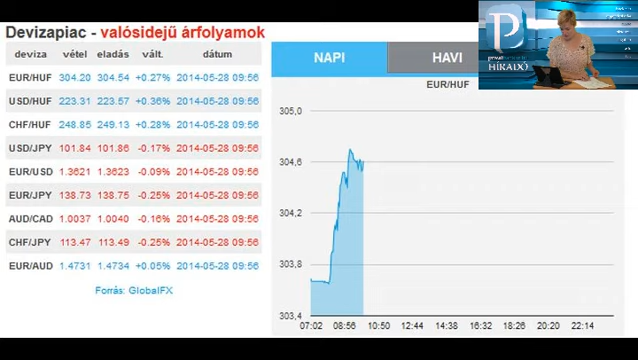 Devizapiac - valósidejű árfolyamok
deviza vétel eladás vált. dátum
EUR/HUF 304.20 304.54 +0.27% 2014-05-28 09:56
USD/HUF 223.31 223.57 +0.36% 2014-05-28 09:56
CHF/HUF 248.85 249.13 +0.28% 2014-05-28 09:56
USD/JPY 101.84 101.86 -0.17% 2014-05-28 09:56
EUR/USD 1.3621 1.3623 -0.09% 2014-05-28 09:56
EUR/JPY 138.73 138.75 -0.25% 2014-05-28 09:56
AUD/CAD 1.0037 1.0040 -0.16% 2014-05-28 09:56
CHF/JPY 113.47 113.49 -0.25% 2014-05-28 09:56
EUR/AUD 1.4731 1.4734 +0.05% 2014-05-28 09:56
Forrás: GlobalFX
NAPI HAVI
EUR/HUF
305,0
304,6
304,2
303,8
303,4
07:02 08:56 10:50 12:44 14:38 16:32 18:26 20:20 22:14
P
HÍRADÓ